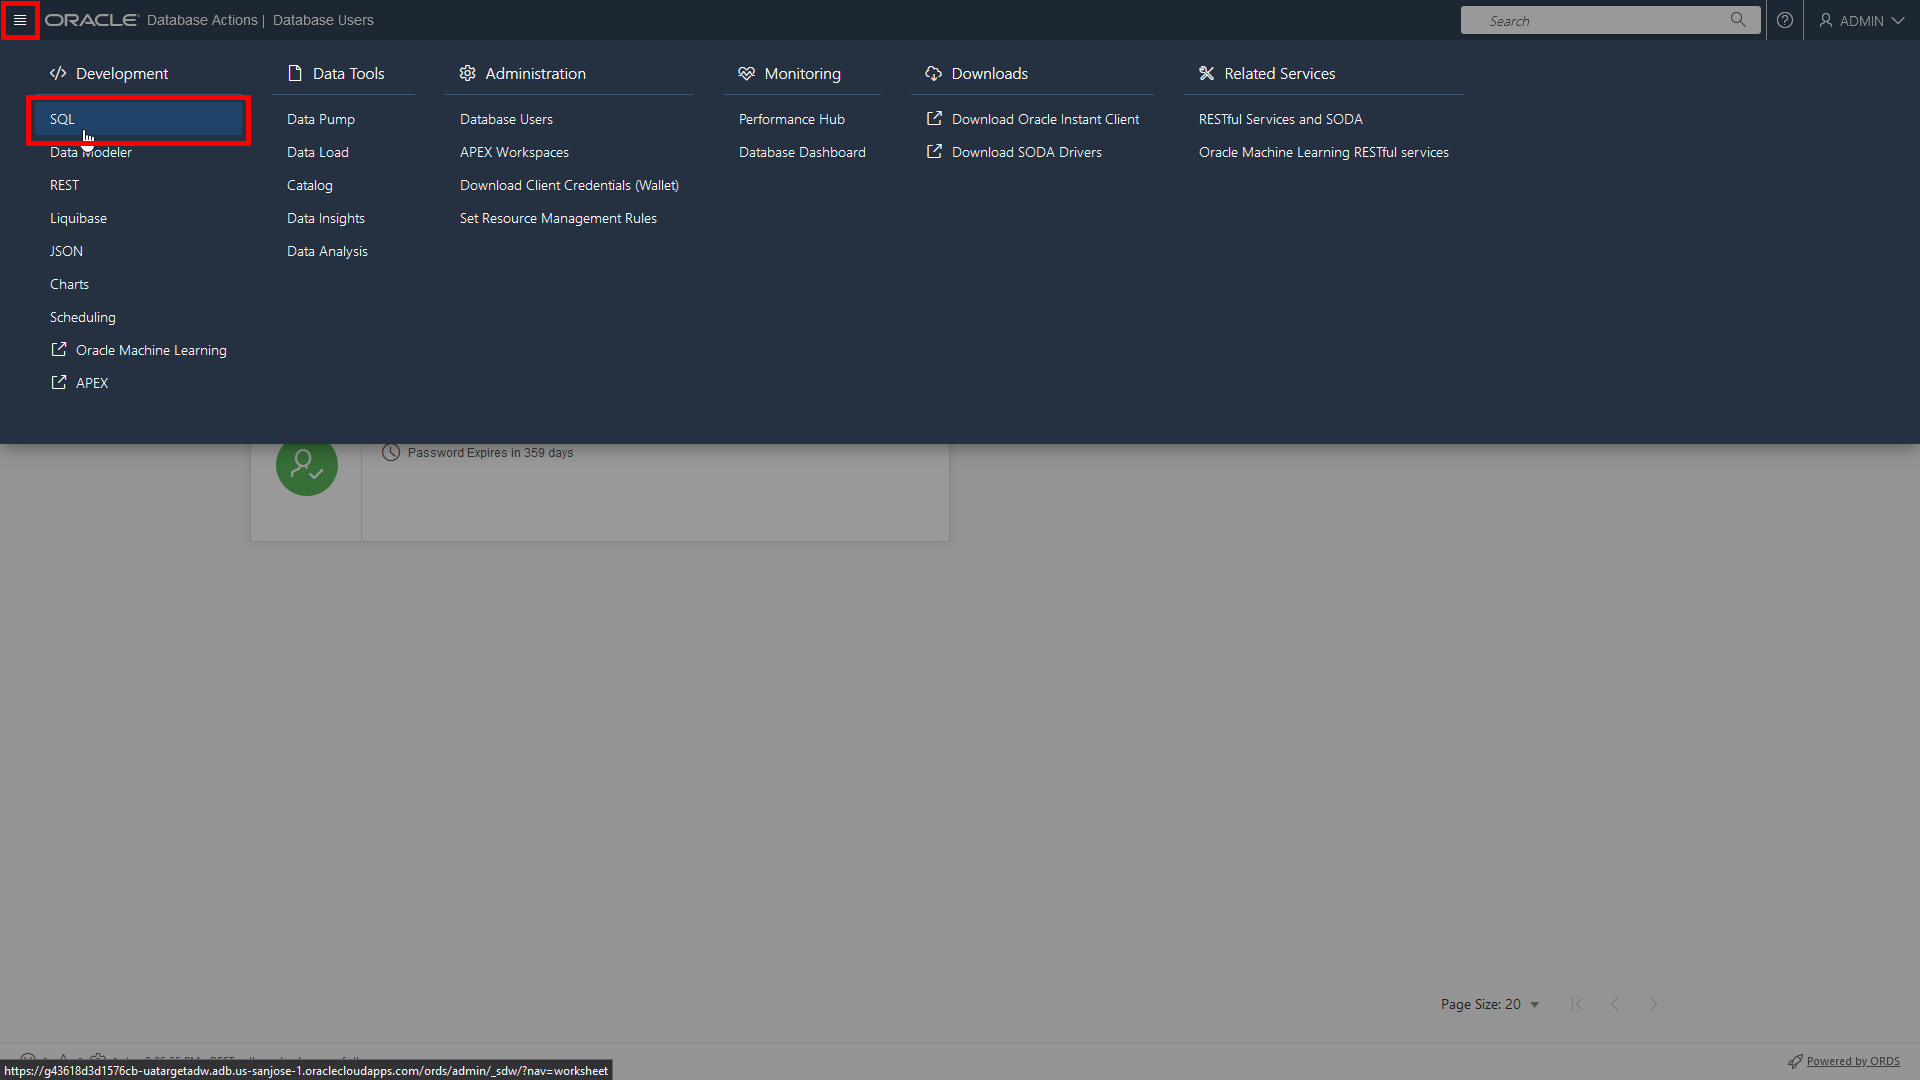 ORACLE® Database Actions | Database Users
Search
ADMIN
Development
SQL
Data Modeler
REST
Liquibase
JSON
Charts
Scheduling
Oracle Machine Learning
APEX
Data Tools
Data Pump
Data Load
Catalog
Data Insights
Data Analysis
Administration
Database Users
APEX Workspaces
Download Client Credentials (Wallet)
Set Resource Management Rules
Monitoring
Performance Hub
Database Dashboard
Downloads
Download Oracle Instant Client
Download SODA Drivers
Related Services
RESTful Services and SODA
Oracle Machine Learning RESTful services
Password Expires in 359 days
Page Size: 20
https://g43618d3d1576cb-uatargetadw.adb.us-sanjose-1.oraclecloudapps.com/ords/admin/_sdw/?nav=worksheet
Powered by ORDS